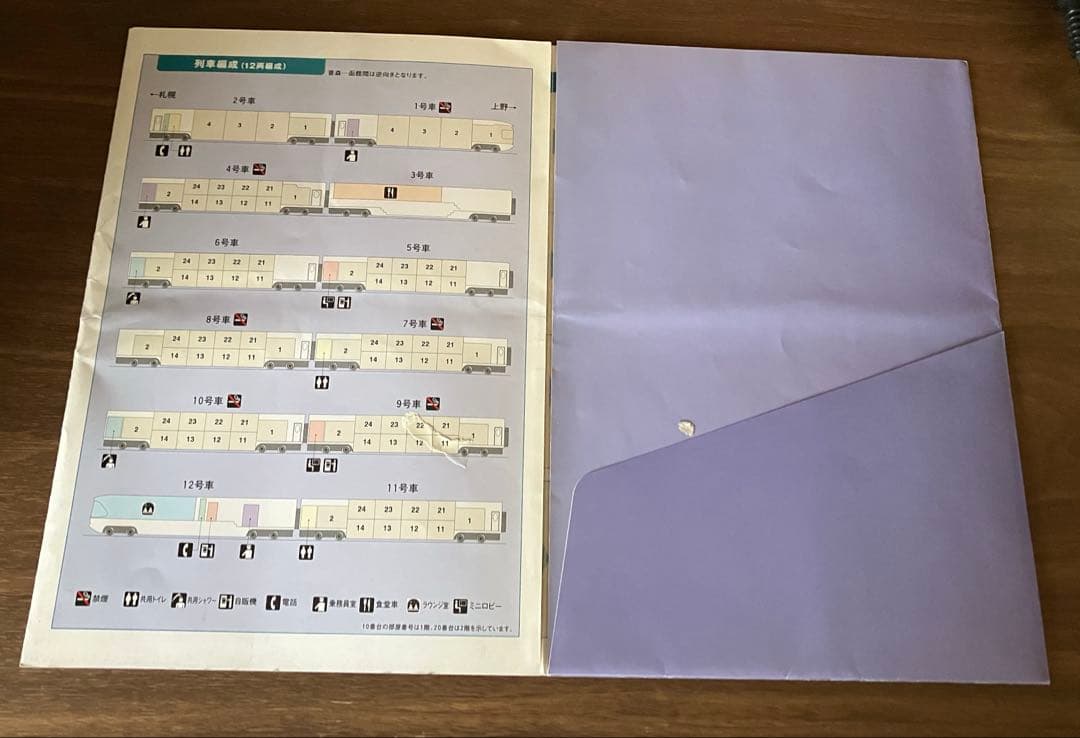 列車編成(12両編成)
青森―函館間は逆向きとなります。
←札幌
上野→
2号車
1号車
4 3 2 1
4 3 2 1
4号車
3号車
2 24 23 22 21 1
14 13 12 11
6号車
5号車
2 24 23 22 21 1
14 13 12 11
2 24 23 22 21 1
14 13 12 11
8号車
7号車
2 24 23 22 21 1
14 13 12 11
2 24 23 22 21 1
14 13 12 11
10号車
9号車
2 24 23 22 21 1
14 13 12 11
2 24 23 22 21 1
14 13 12 11
12号車
11号車
2 24 23 22 21 1
14 13 12 11
禁煙 共用トイレ 共用シャワー 自販機 電話 乗務員室 食堂車 ラウンジ室 ミニロビー
10番台の部屋番号は1階、20番台は2階を示しています。